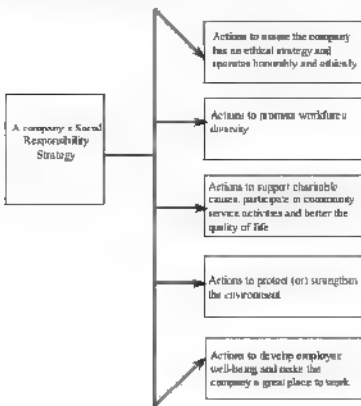 Actions to assure the company
has an ethical strategy and
operates honorably and ethically
A company's Social
Responsibility
Strategy
Actions to promote workforce
diversity
Actions to support charitable
causes, participate in community
service activities and better the
quality of life
Actions to protect (or) strengthen
the environment
Actions to develop employee
well-being and make the
company a great place to work